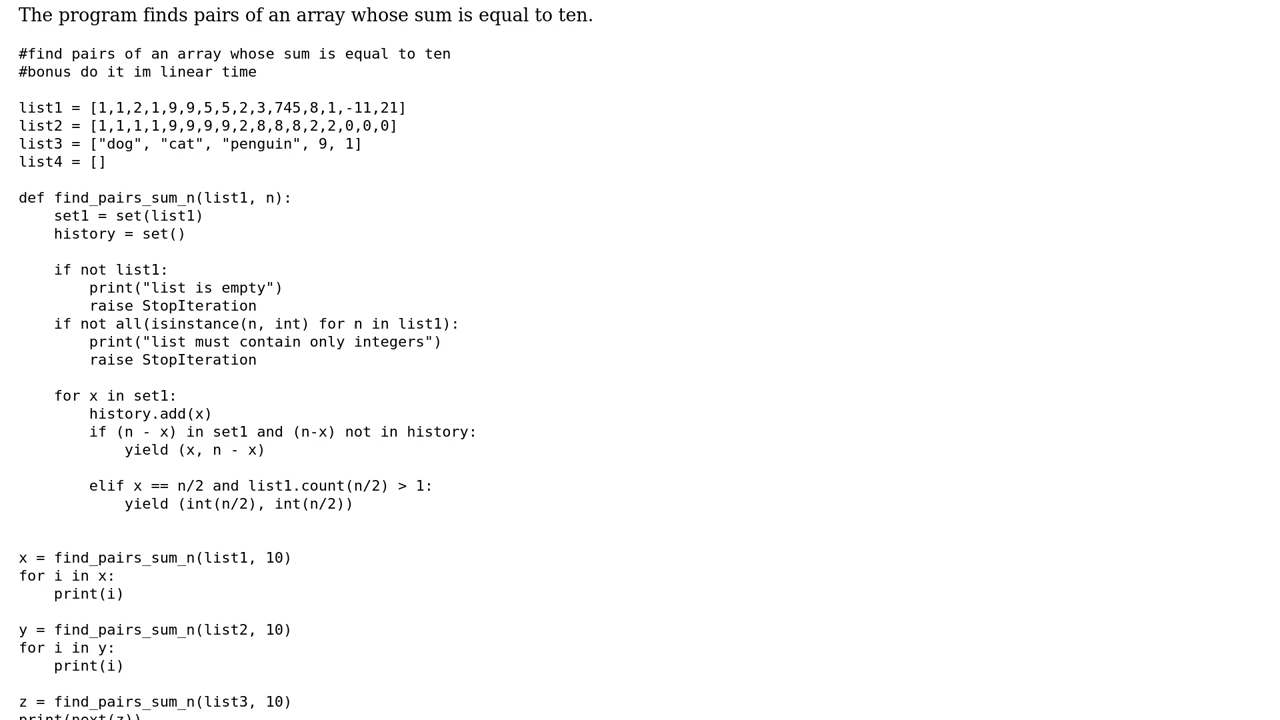 The program finds pairs of an array whose sum is equal to ten.
#find pairs of an array whose sum is equal to ten
#bonus do it im linear time
list1 = [1,1,2,1,9,9,5,5,2,3,745,8,1,-11,21]
list2 = [1,1,1,1,9,9,9,9,2,8,8,8,2,2,0,0,0]
list3 = ["dog", "cat", "penguin", 9, 1]
list4 = []
def find_pairs_sum_n(list1, n):
    set1 = set(list1)
    history = set()
    if not list1:
        print("list is empty")
        raise StopIteration
    if not all(isinstance(n, int) for n in list1):
        print("list must contain only integers")
        raise StopIteration
    for x in set1:
        history.add(x)
        if (n - x) in set1 and (n-x) not in history:
            yield (x, n - x)
        elif x == n/2 and list1.count(n/2) > 1:
            yield (int(n/2), int(n/2))
x = find_pairs_sum_n(list1, 10)
for i in x:
    print(i)
y = find_pairs_sum_n(list2, 10)
for i in y:
    print(i)
z = find_pairs_sum_n(list3, 10)
print(next(z))